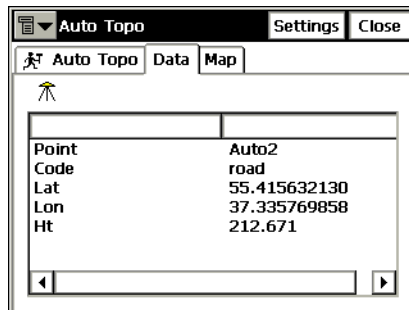 Auto Topo Settings Close
Auto Topo Data Map
Point Auto2
Code road
Lat 55.415632130
Lon 37.335769858
Ht 212.671